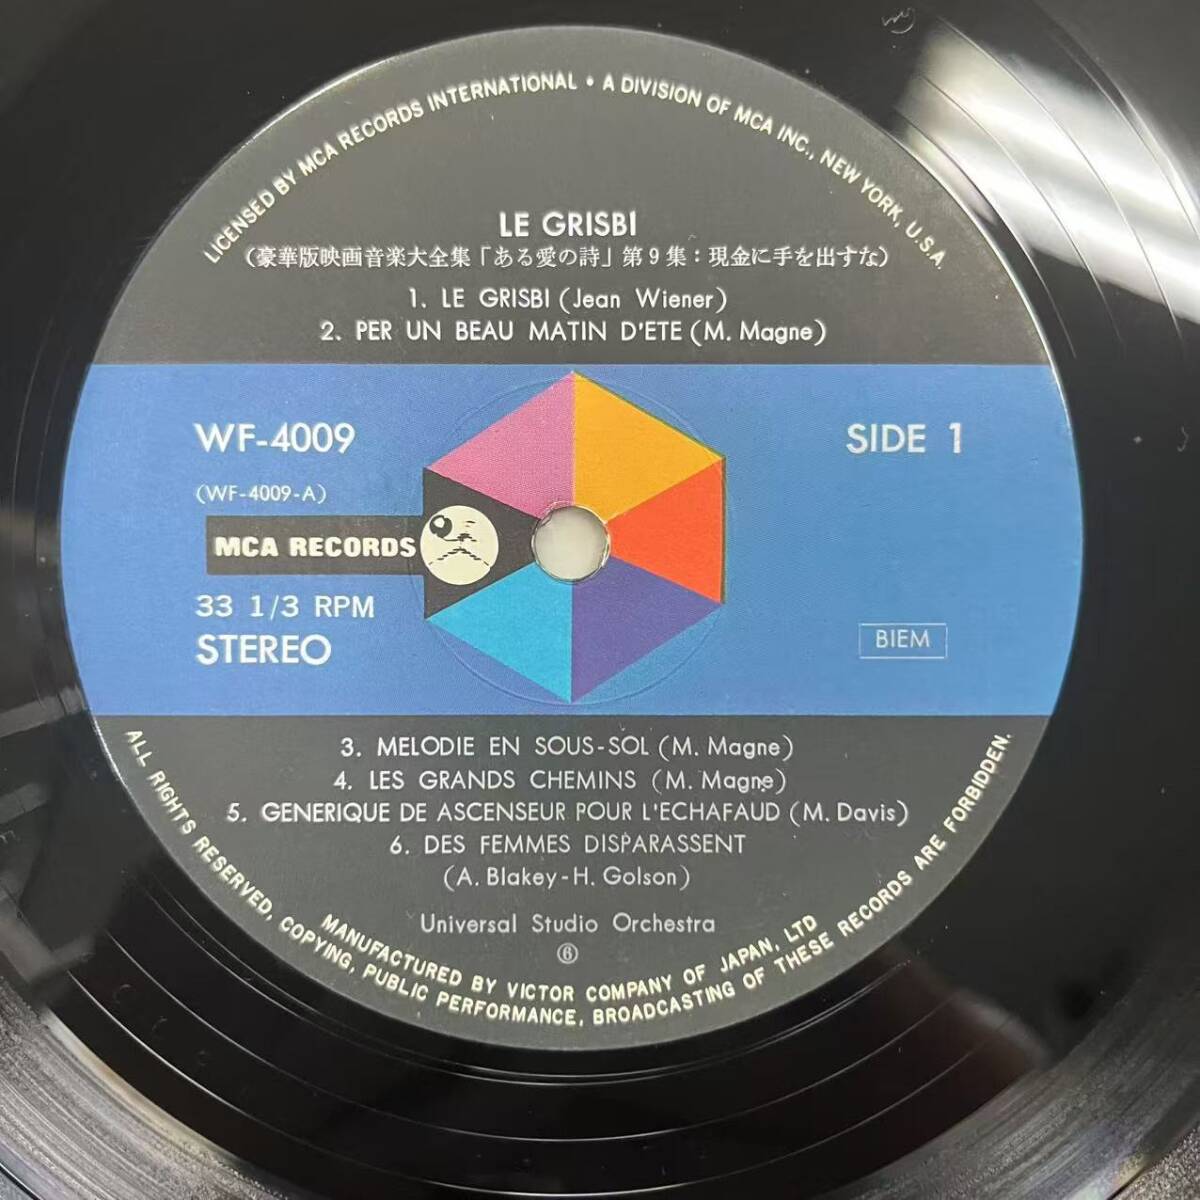 LICENSED BY MCA RECORDS INTERNATIONAL • A DIVISION OF MCA INC., NEW YORK, U.S.A.
LE GRISBI
(豪華版映画音楽大全集「ある愛の詩」第9集:現金に手を出すな)
1. LE GRISBI (Jean Wiener)
2. PER UN BEAU MATIN D'ETE (M. Magne)
WF-4009
SIDE 1
(WF-4009-A)
MCA RECORDS
33 1/3 RPM
STEREO
BIEM
3. MELODIE EN SOUS-SOL (M. Magne)
4. LES GRANDS CHEMINS (M. Magne)
5. GENERIQUE DE ASCENSEUR POUR L'ECHAFAUD (M. Davis)
6. DES FEMMES DISPARASSENT
(A. Blakey-H. Golson)
Universal Studio Orchestra
⑥
MANUFACTURED BY VICTOR COMPANY OF JAPAN, LTD
ALL RIGHTS RESERVED, COPYING, PUBLIC PERFORMANCE, BROADCASTING OF THESE RECORDS ARE FORBIDDEN.